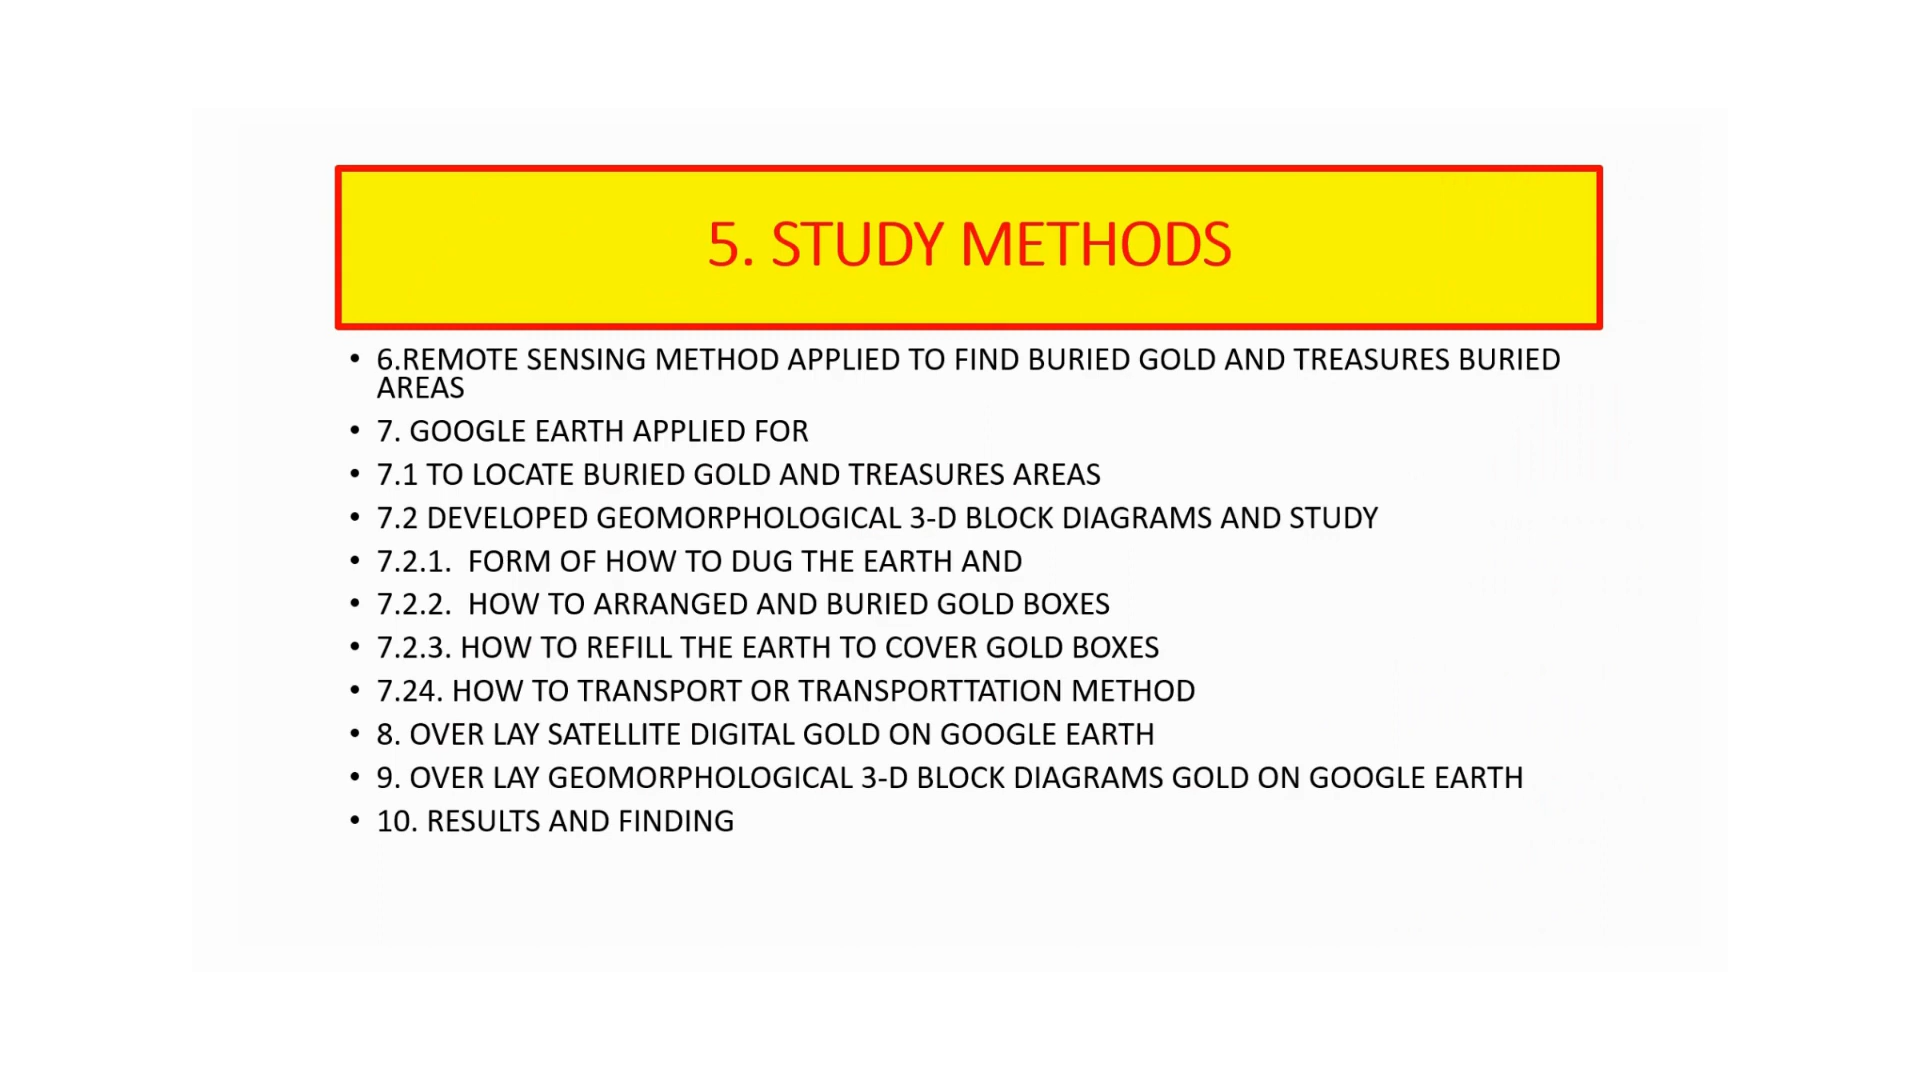 5. STUDY METHODS
• 6.REMOTE SENSING METHOD APPLIED TO FIND BURIED GOLD AND TREASURES BURIED
AREAS
• 7. GOOGLE EARTH APPLIED FOR
• 7.1 TO LOCATE BURIED GOLD AND TREASURES AREAS
• 7.2 DEVELOPED GEOMORPHOLOGICAL 3-D BLOCK DIAGRAMS AND STUDY
• 7.2.1.  FORM OF HOW TO DUG THE EARTH AND
• 7.2.2.  HOW TO ARRANGED AND BURIED GOLD BOXES
• 7.2.3. HOW TO REFILL THE EARTH TO COVER GOLD BOXES
• 7.24. HOW TO TRANSPORT OR TRANSPORTTATION METHOD
• 8. OVER LAY SATELLITE DIGITAL GOLD ON GOOGLE EARTH
• 9. OVER LAY GEOMORPHOLOGICAL 3-D BLOCK DIAGRAMS GOLD ON GOOGLE EARTH
• 10. RESULTS AND FINDING